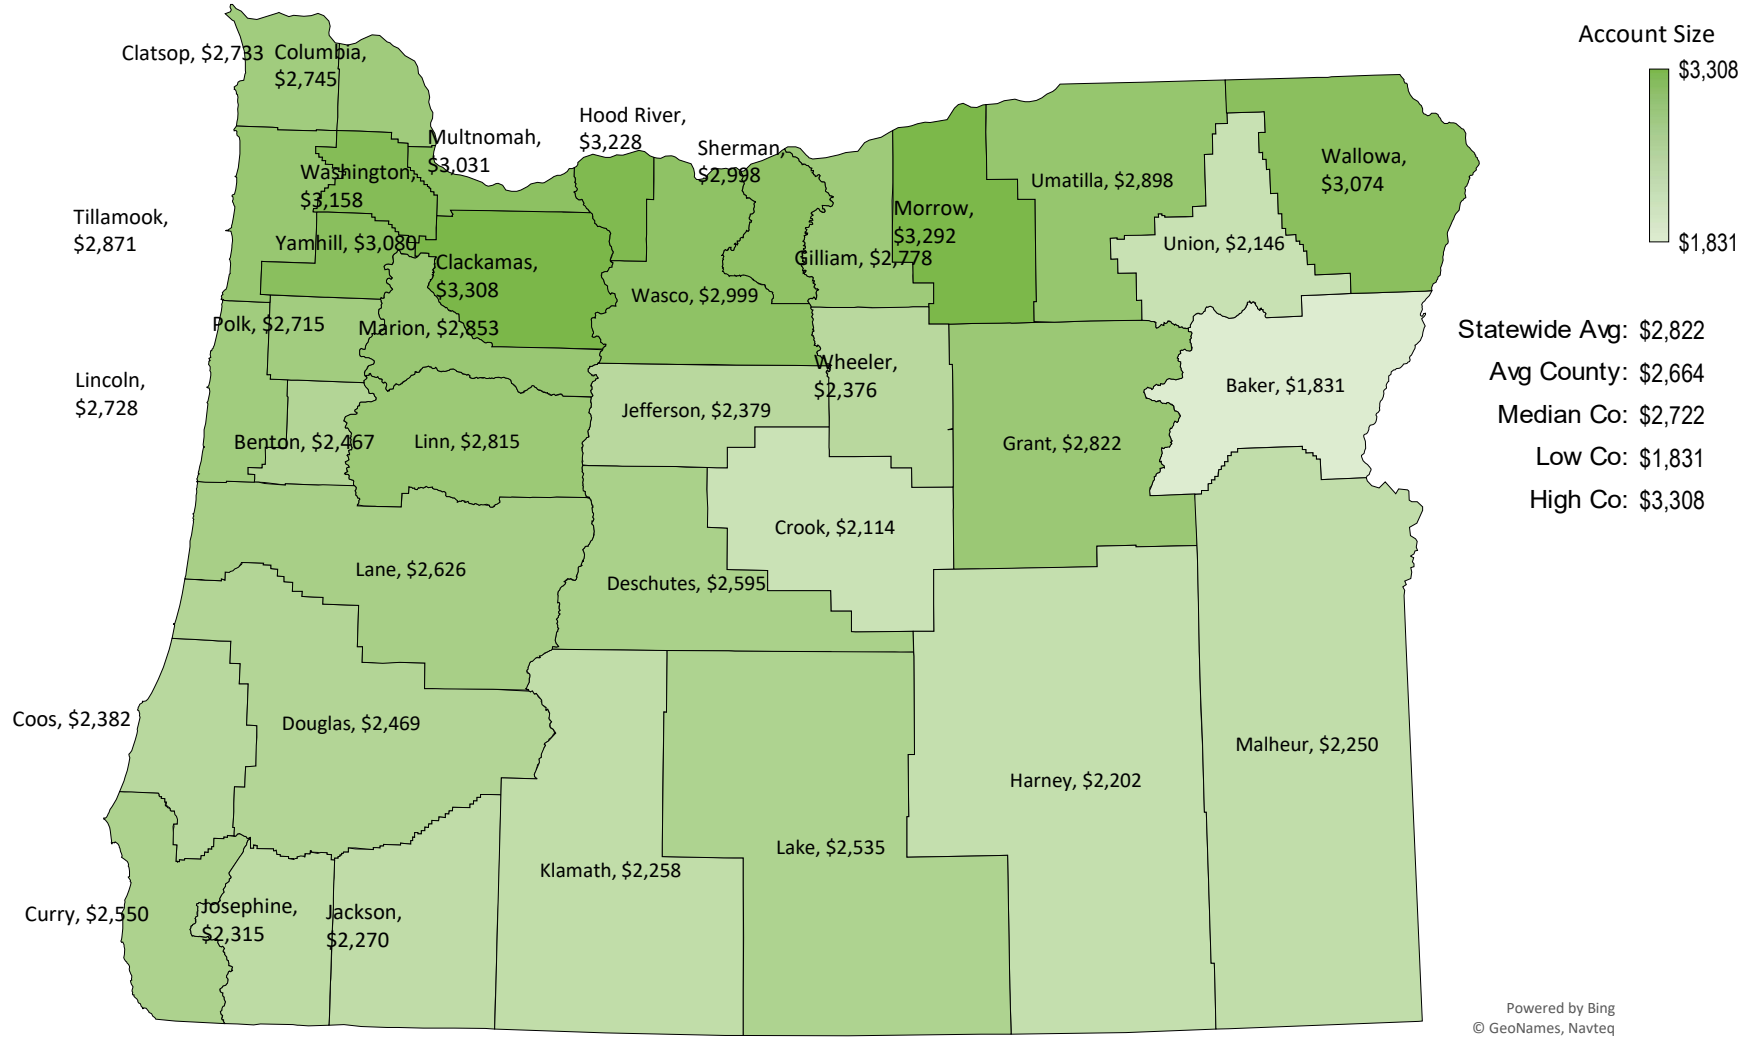 Clatsop, $2,733
Columbia,
$2,745
Account Size
$3,308
$1,831
Hood River,
$3,228
Multnomah,
$3,031
Sherman,
$2,998
Washington,
$3,158
Wallowa,
$3,074
Umatilla, $2,898
Tillamook,
$2,871
Morrow,
$3,292
Yamhill, $3,080
Union, $2,146
Clackamas,
$3,308
Gilliam, $2,778
Wasco, $2,999
Polk, $2,715
Marion, $2,853
Statewide Avg: $2,822
Avg County: $2,664
Median Co: $2,722
Low Co: $1,831
High Co: $3,308
Wheeler,
$2,376
Lincoln,
$2,728
Baker, $1,831
Jefferson, $2,379
Benton, $2,467
Linn, $2,815
Grant, $2,822
Crook, $2,114
Lane, $2,626
Deschutes, $2,595
Coos, $2,382
Douglas, $2,469
Malheur, $2,250
Harney, $2,202
Lake, $2,535
Klamath, $2,258
Curry, $2,550
Josephine,
$2,315
Jackson,
$2,270
Powered by Bing
© GeoNames, Navteq